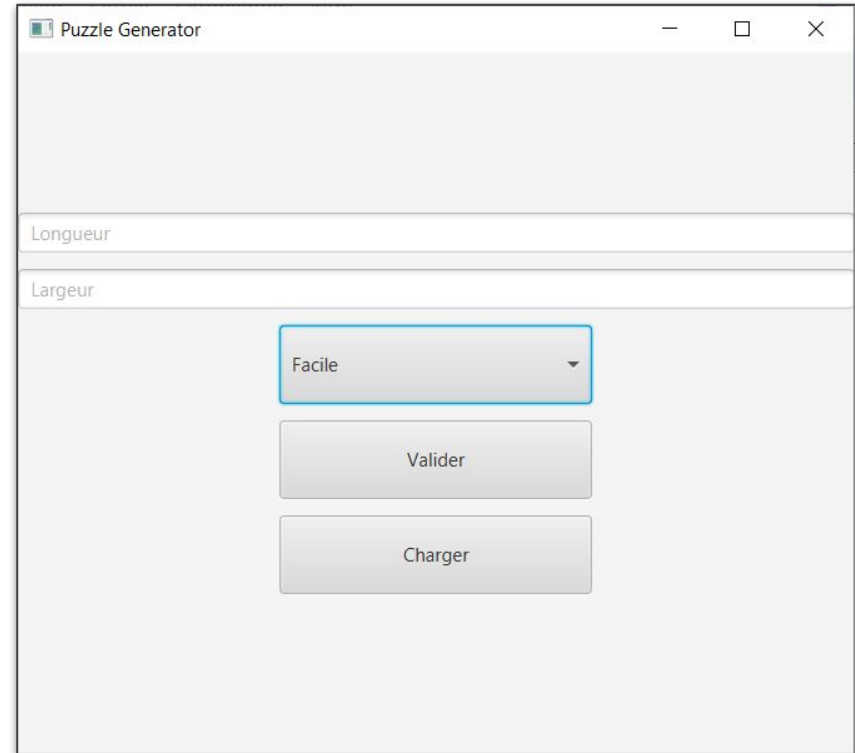 Puzzle Generator
Longueur
Largeur
Facile
Valider
Charger